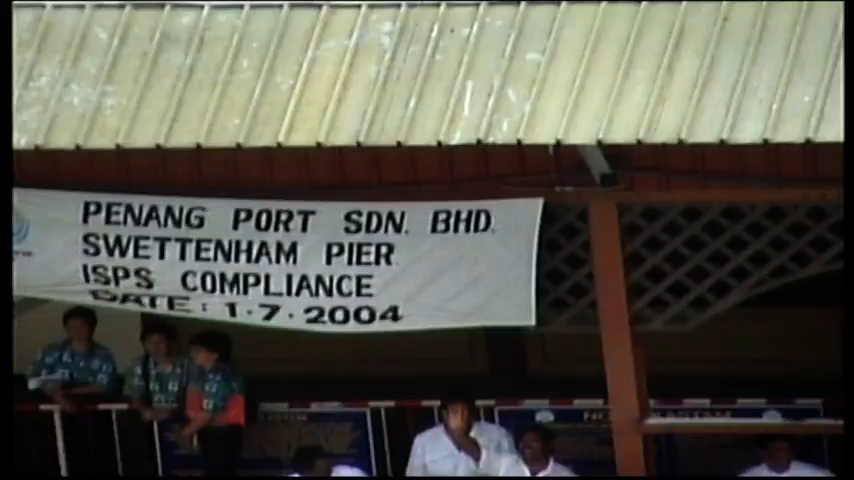 PENANG PORT SDN. BHD.
SWETTENHAM PIER
ISPS COMPLIANCE
DATE : 1·7·2004